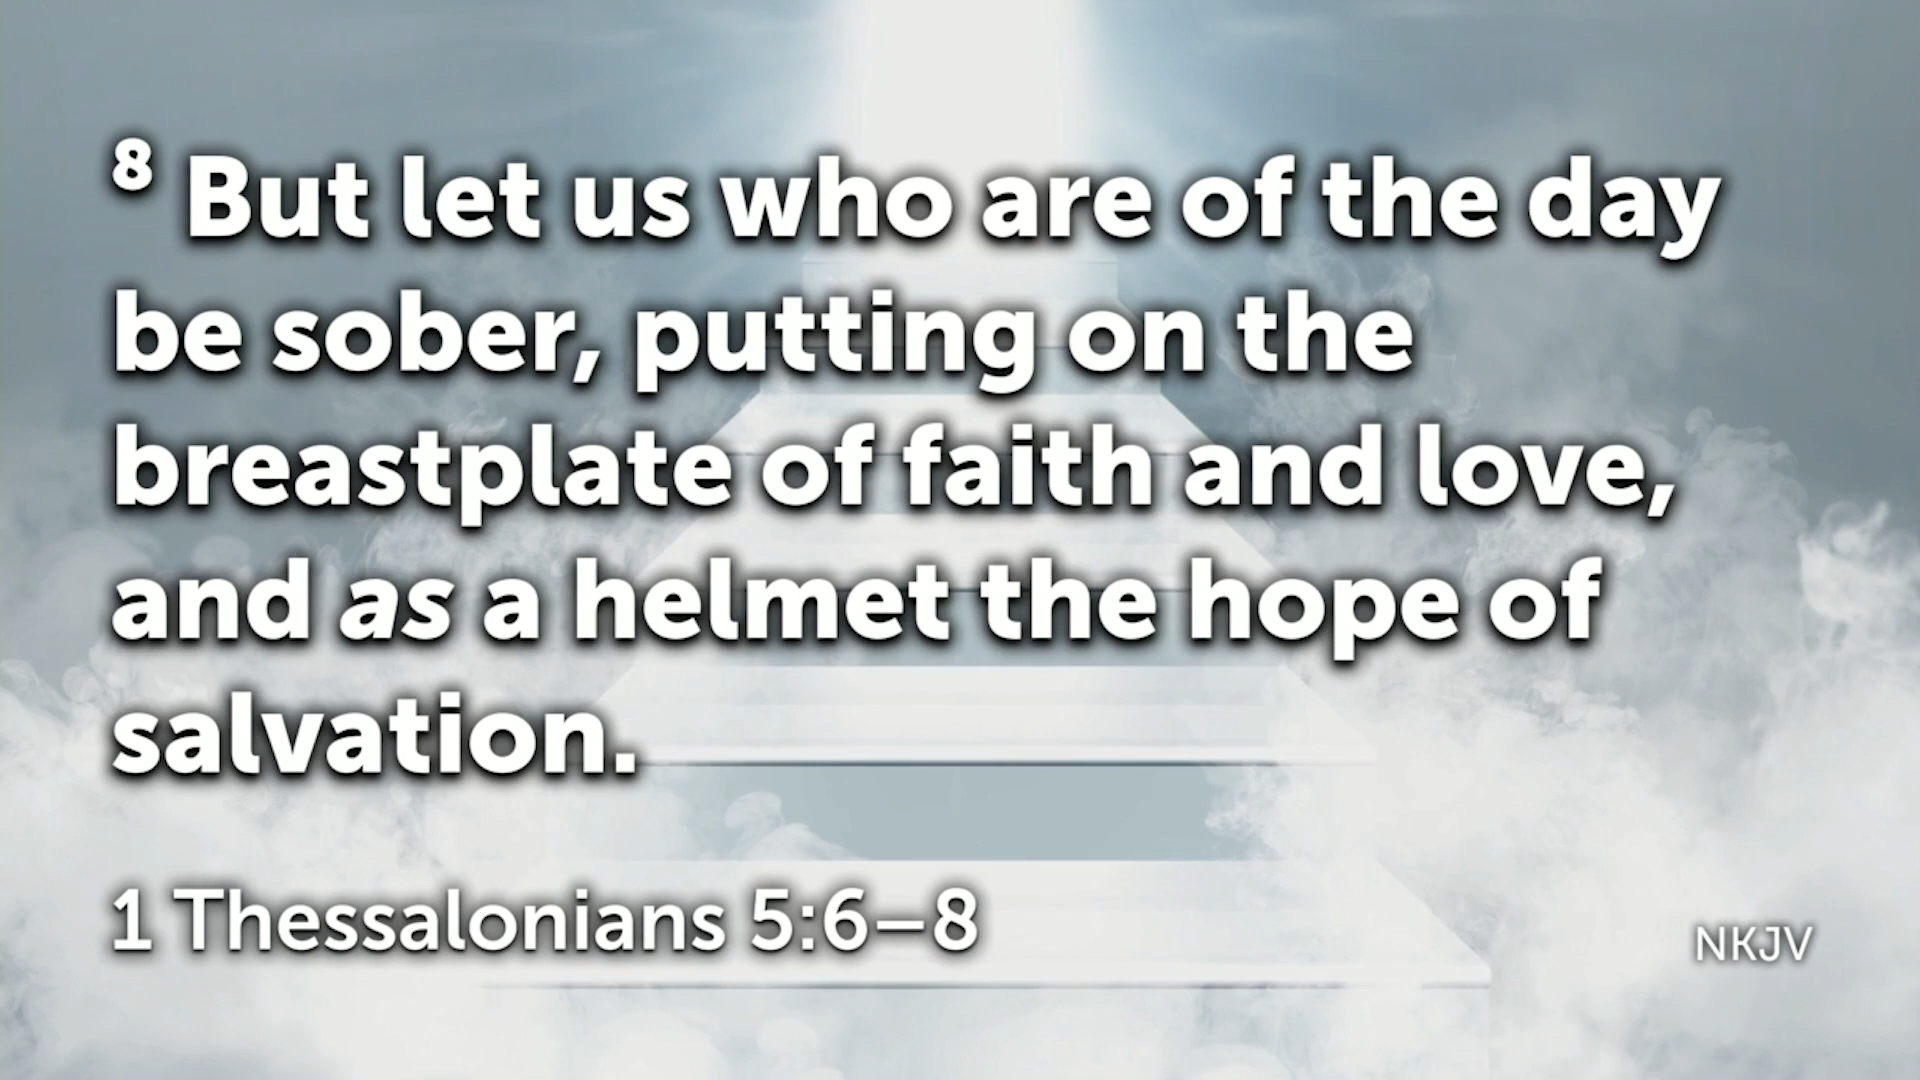 ⁸ But let us who are of the day
be sober, putting on the
breastplate of faith and love,
and as a helmet the hope of
salvation.
1 Thessalonians 5:6–8
NKJV